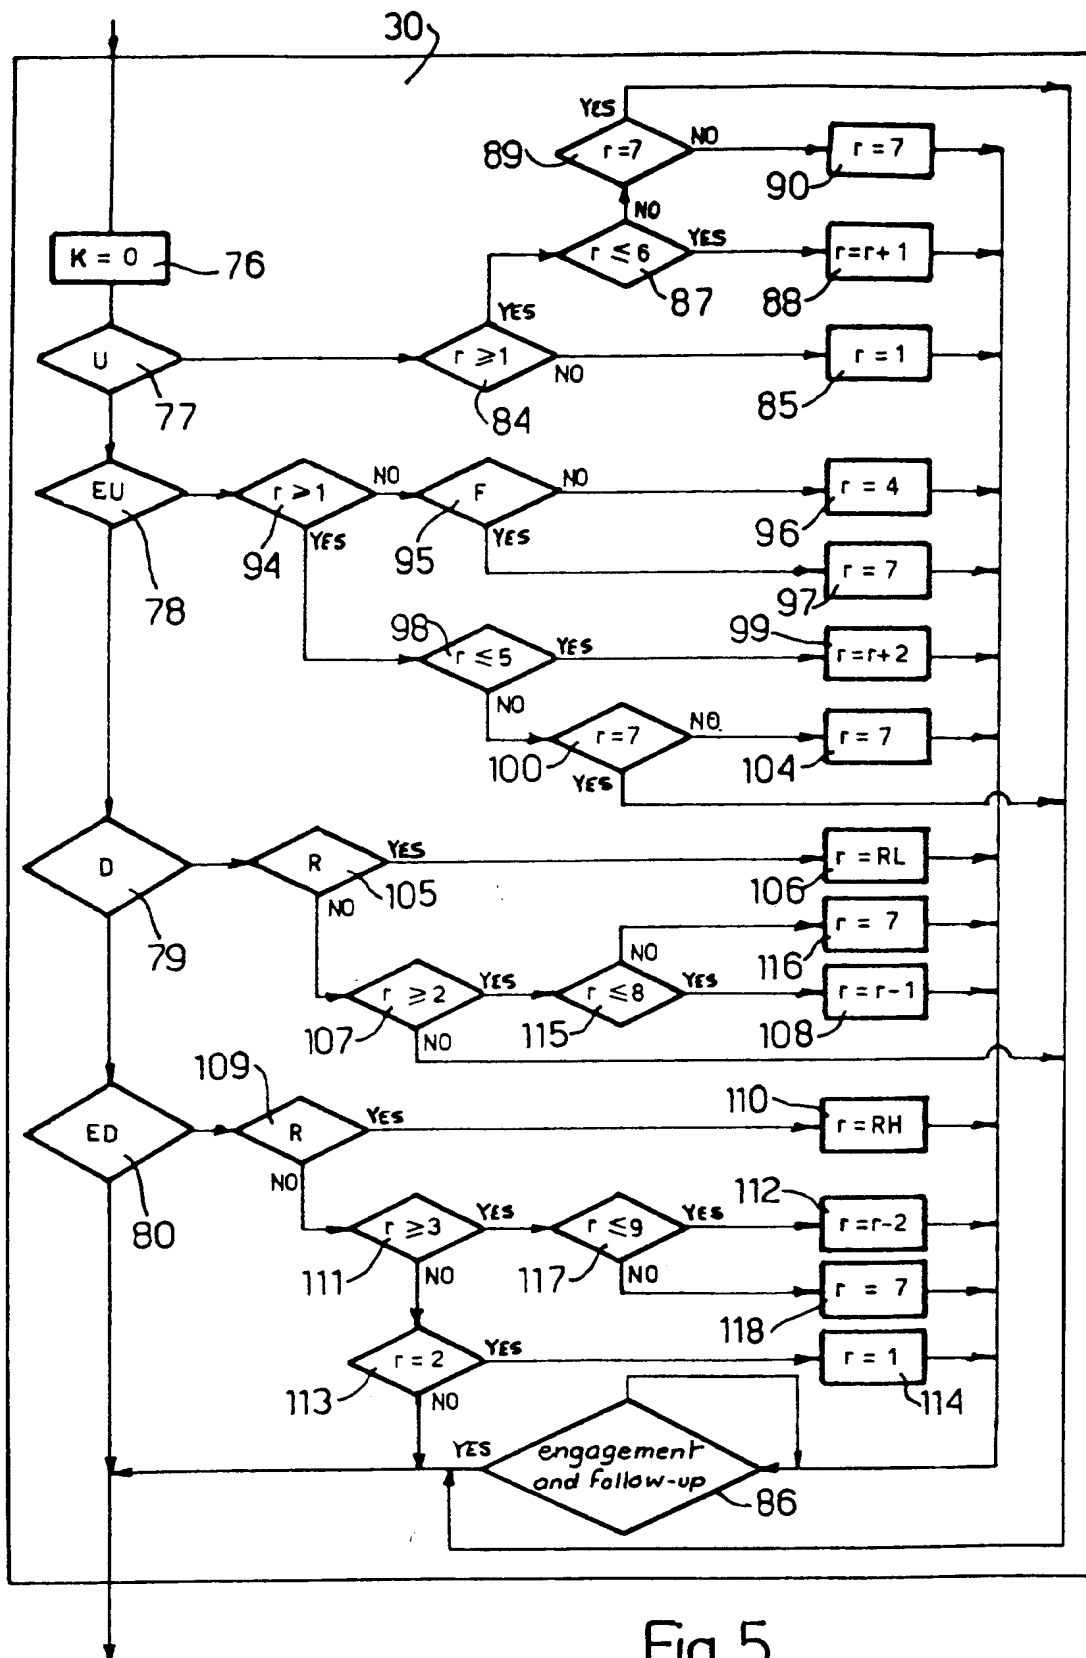 30
YES
r=7
NO
r = 7
89
90
NO
K = 0
76
r ≤ 6
YES
r=r+1
87
88
YES
U
r ≥1
NO
r = 1
77
84
85
EU
r ≥1
NO
F
NO
r = 4
94
YES
95
YES
96
78
r = 7
97
98
r ≤ 5
YES
99
r=r+2
NO
r=7
NO
r = 7
100
YES
104
D
R
YES
r = RL
79
105
106
NO
r = 7
NO
116
r ≥2
YES
r ≤8
YES
r = r-1
107
NO
115
108
109
ED
R
YES
110
r = RH
80
NO
r ≥3
YES
r ≤9
YES
112
r=r-2
111
NO
117
NO
r = 7
118
r = 2
YES
r = 1
113
NO
114
YES
engagement
and follow-up
86
Fig.5